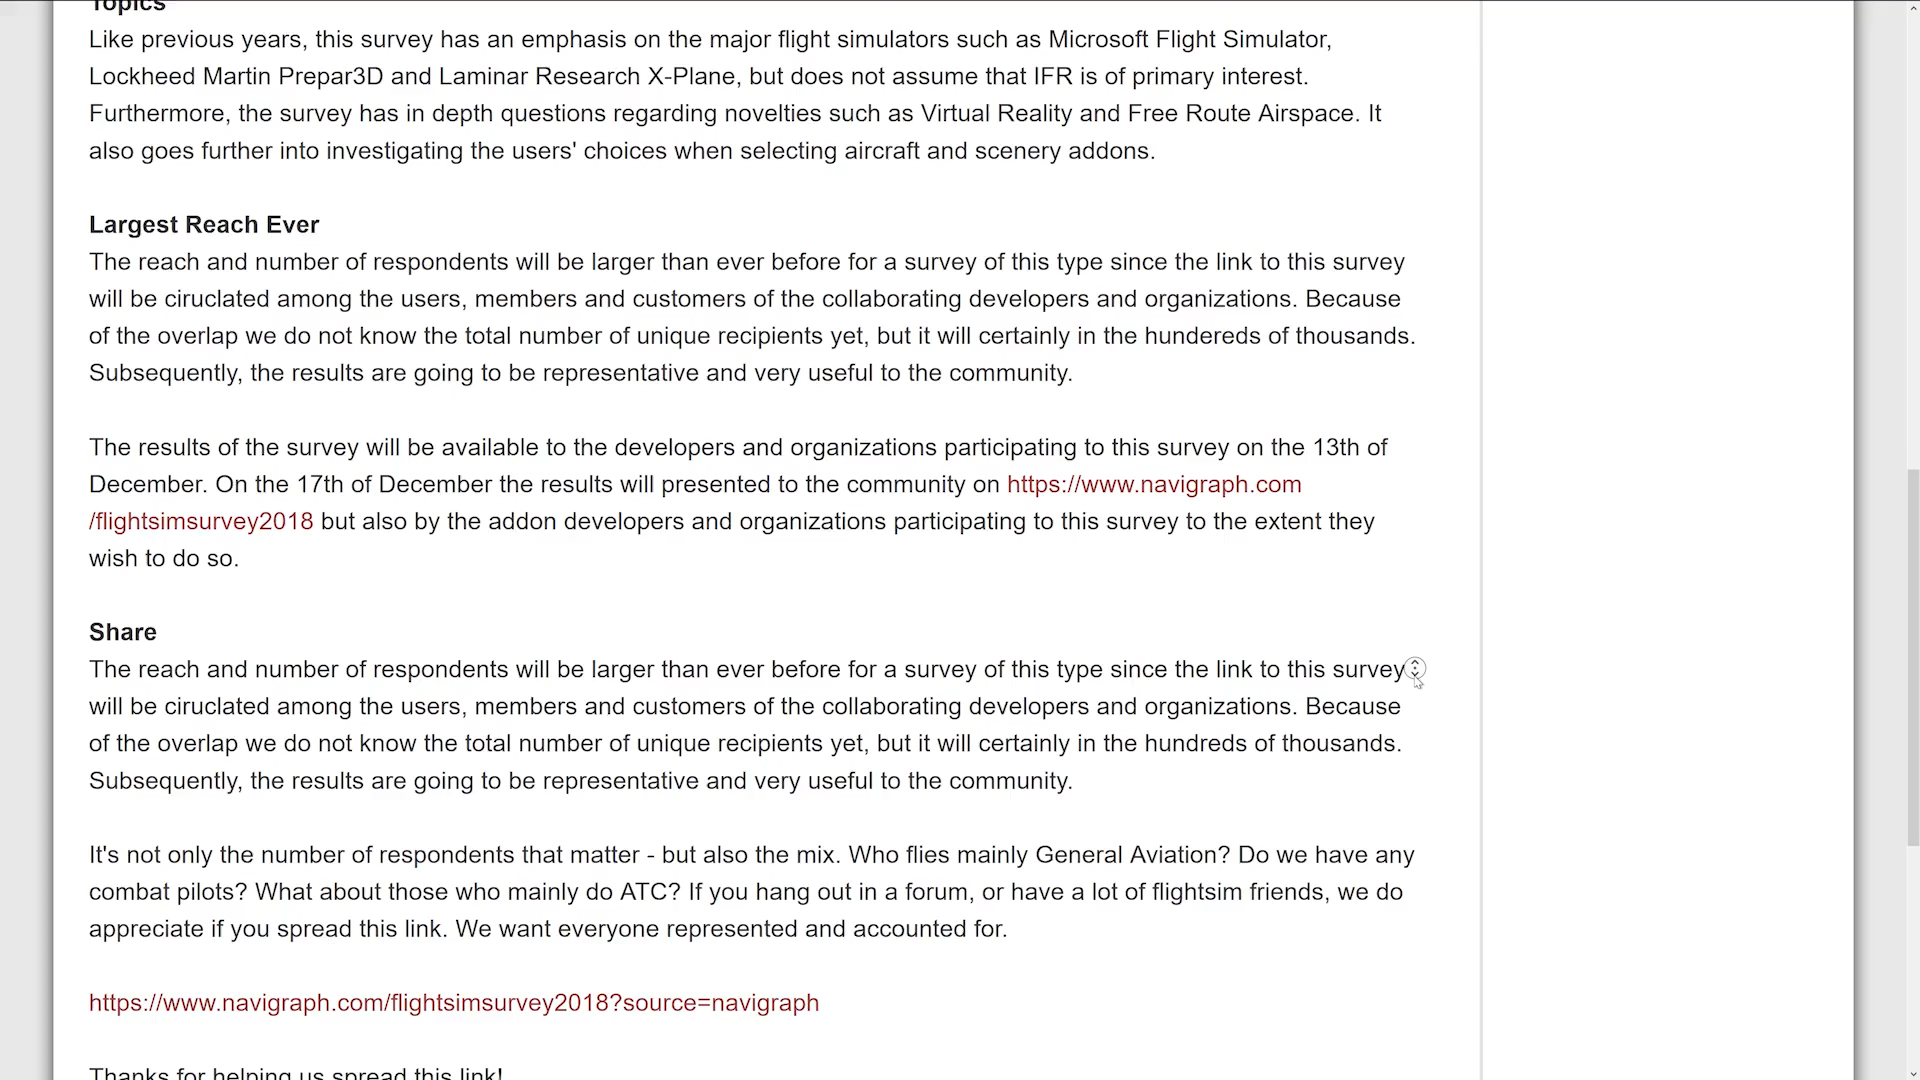 Topics
Like previous years, this survey has an emphasis on the major flight simulators such as Microsoft Flight Simulator,
Lockheed Martin Prepar3D and Laminar Research X-Plane, but does not assume that IFR is of primary interest.
Furthermore, the survey has in depth questions regarding novelties such as Virtual Reality and Free Route Airspace. It
also goes further into investigating the users' choices when selecting aircraft and scenery addons.
Largest Reach Ever
The reach and number of respondents will be larger than ever before for a survey of this type since the link to this survey
will be ciruclated among the users, members and customers of the collaborating developers and organizations. Because
of the overlap we do not know the total number of unique recipients yet, but it will certainly in the hundereds of thousands.
Subsequently, the results are going to be representative and very useful to the community.
The results of the survey will be available to the developers and organizations participating to this survey on the 13th of
December. On the 17th of December the results will presented to the community on https://www.navigraph.com
/flightsimsurvey2018 but also by the addon developers and organizations participating to this survey to the extent they
wish to do so.
Share
The reach and number of respondents will be larger than ever before for a survey of this type since the link to this survey
will be ciruclated among the users, members and customers of the collaborating developers and organizations. Because
of the overlap we do not know the total number of unique recipients yet, but it will certainly in the hundreds of thousands.
Subsequently, the results are going to be representative and very useful to the community.
It's not only the number of respondents that matter - but also the mix. Who flies mainly General Aviation? Do we have any
combat pilots? What about those who mainly do ATC? If you hang out in a forum, or have a lot of flightsim friends, we do
appreciate if you spread this link. We want everyone represented and accounted for.
https://www.navigraph.com/flightsimsurvey2018?source=navigraph
Thanks for helping us spread this link!